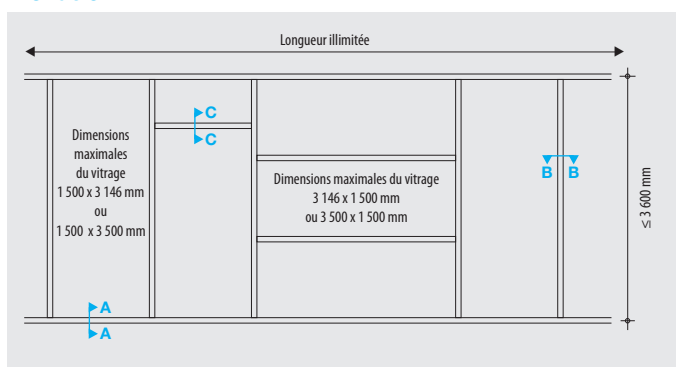 Longueur illimitée
C
C
Dimensions
maximales
du vitrage
1 500 x 3 146 mm
ou
1 500 x 3 500 mm
Dimensions maximales du vitrage
3 146 x 1 500 mm
ou 3 500 x 1 500 mm
B B
≤ 3 600 mm
A
A